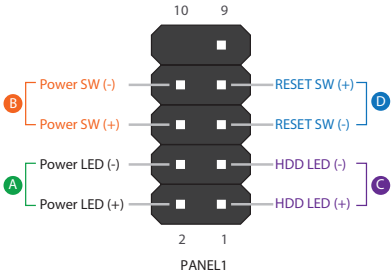 10 9
Power SW (-) RESET SW (+)
B D
Power SW (+) RESET SW (-)
Power LED (-) HDD LED (-)
A C
Power LED (+) HDD LED (+)
2 1
PANEL1